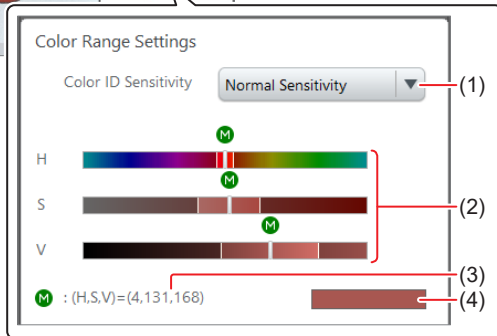 Color Range Settings
Color ID Sensitivity Normal Sensitivity (1)
M
H
M
S (2)
M
V
(3)
M : (H,S,V)=(4,131,168) (4)